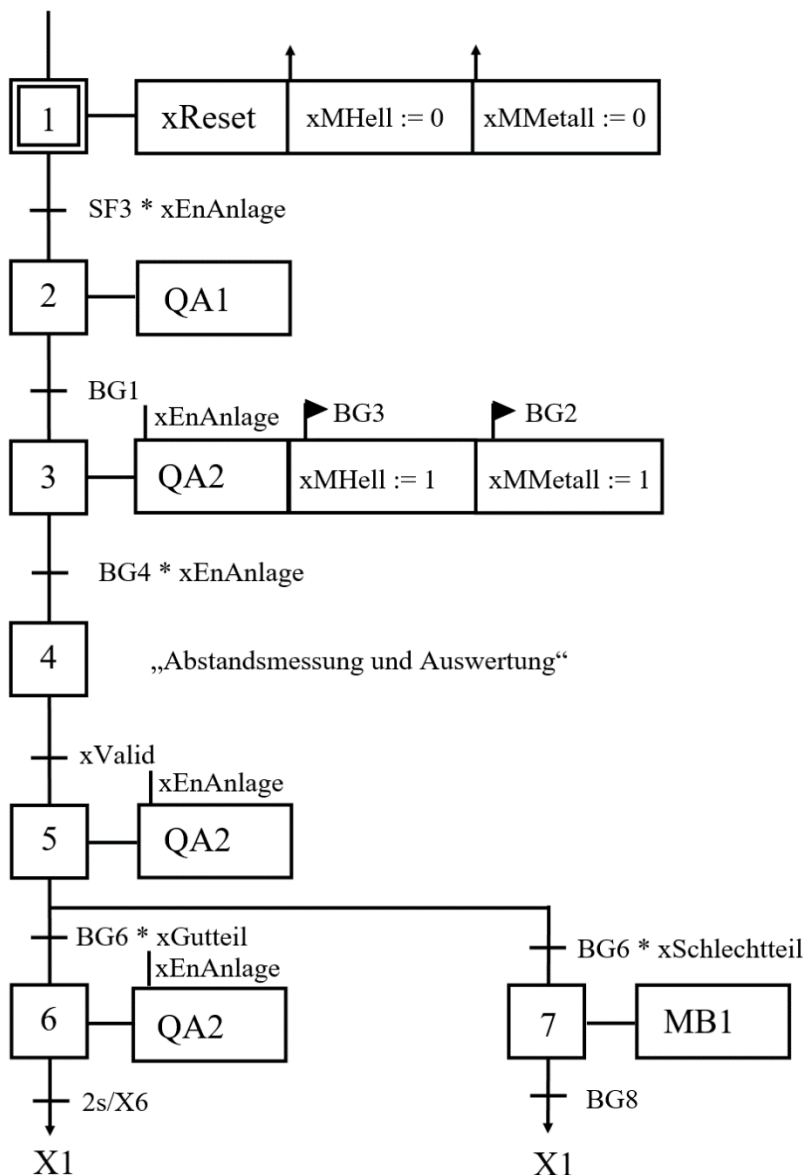 1 xReset xMHell := 0 xMMetall := 0
SF3 * xEnAnlage
2 QA1
BG1
xEnAnlage BG3 BG2
3 QA2 xMHell := 1 xMMetall := 1
BG4 * xEnAnlage
4 „Abstandsmessung und Auswertung“
xValid
xEnAnlage
5 QA2
BG6 * xGutteil BG6 * xSchlechtteil
xEnAnlage
6 QA2 7 MB1
2s/X6 BG8
X1 X1